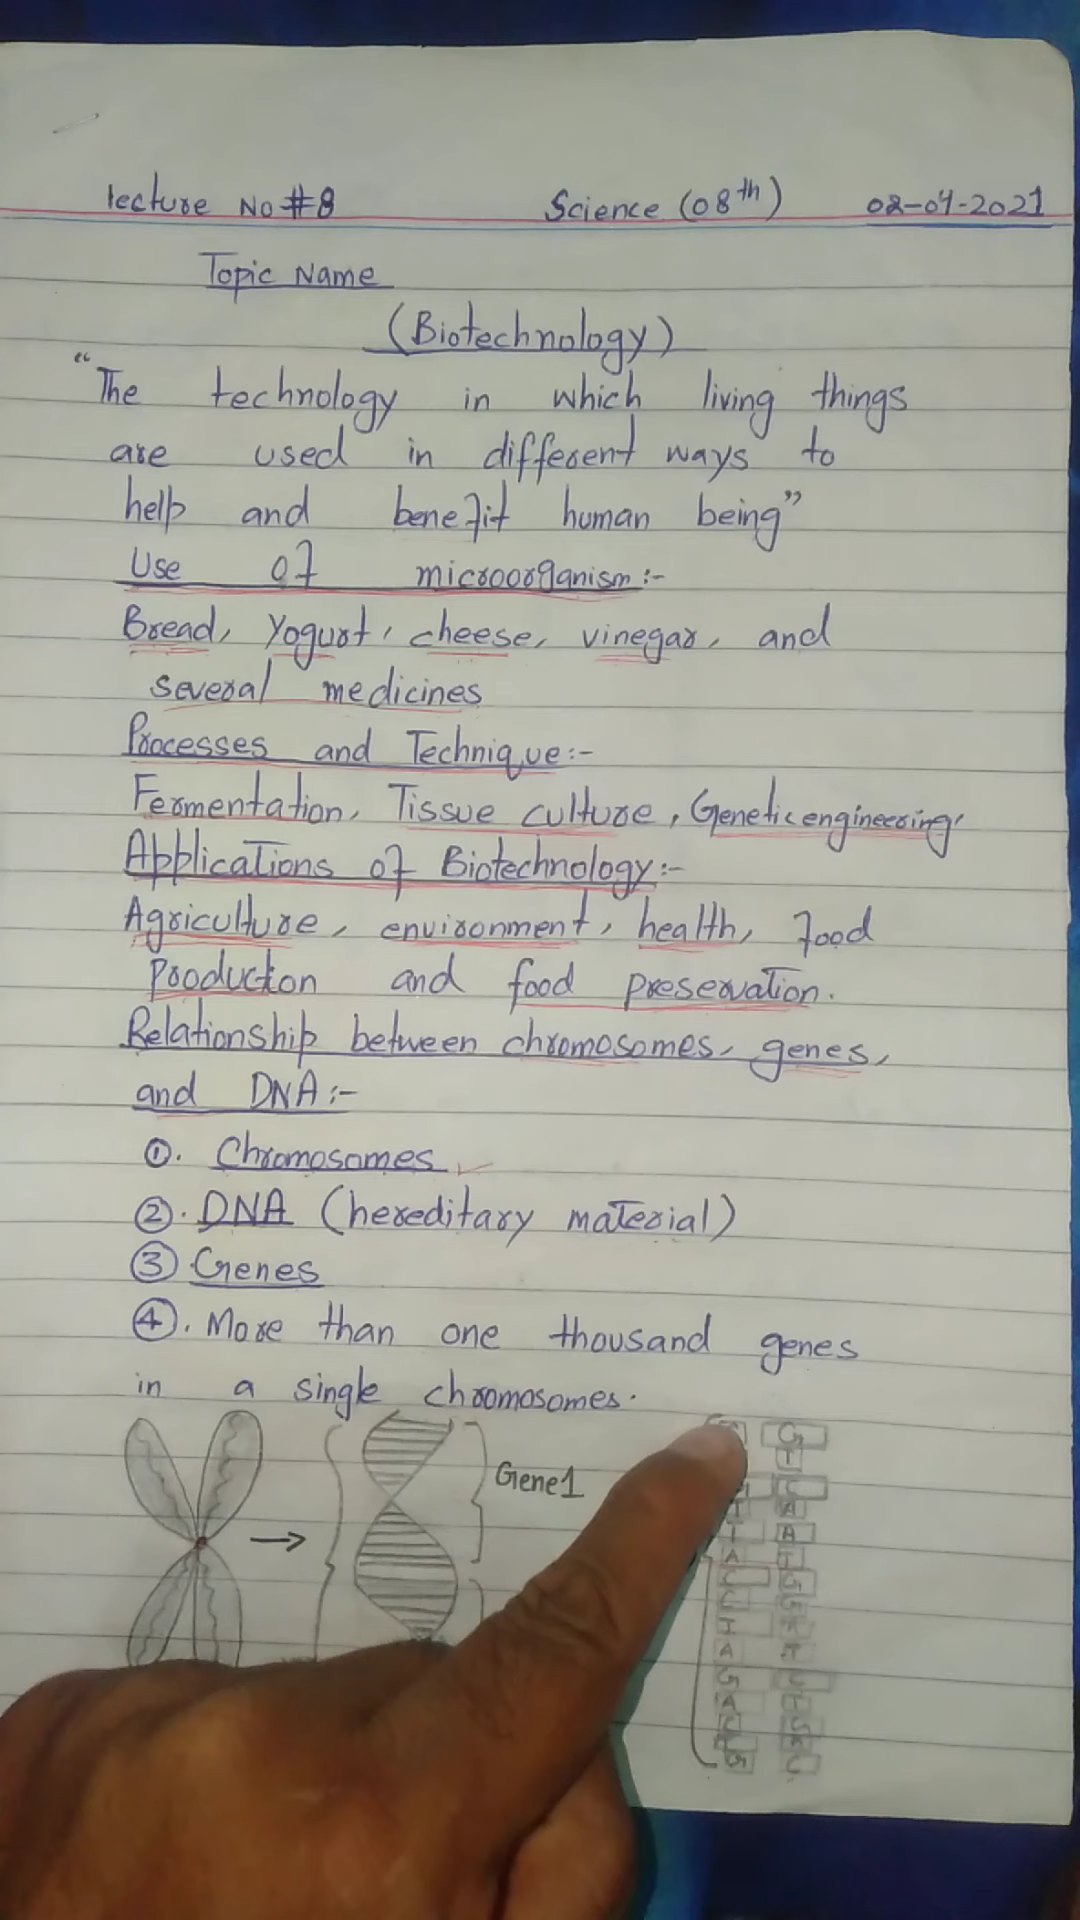 lecture No#8 Science (08th) 02-04-2021
Topic Name
(Biotechnology)
"The technology in which living things
are used in different ways to
help and benefit human being"
Use of microorganism:-
Bread, Yogurt, cheese, vinegar, and
several medicines
Processes and Technique:-
Fermentation, Tissue culture, Genetic engineering,
Applications of Biotechnology:-
Agriculture, environment, health, food
Production and food preservation.
Relationship between chromosomes, genes,
and DNA:-
①. Chromosomes
②. DNA (hereditary material)
③ Genes
④. More than one thousand genes
in a single chromosomes.
Gene1
G
T
C
T A
T A
A T
C G
C G
T
A
G C
A T
C G
G C